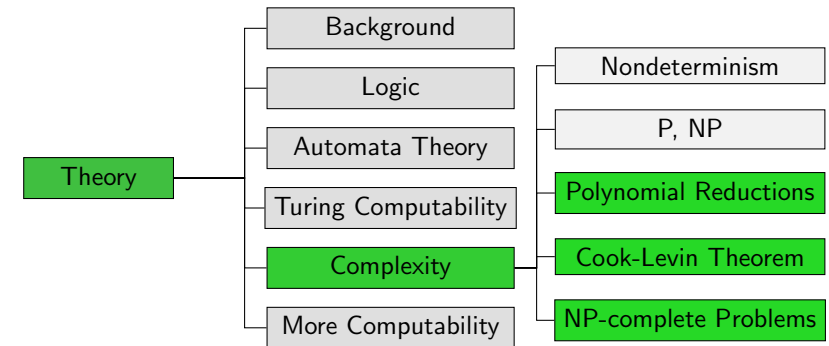 Theory
Background
Logic
Automata Theory
Turing Computability
Complexity
More Computability
Nondeterminism
P, NP
Polynomial Reductions
Cook-Levin Theorem
NP-complete Problems